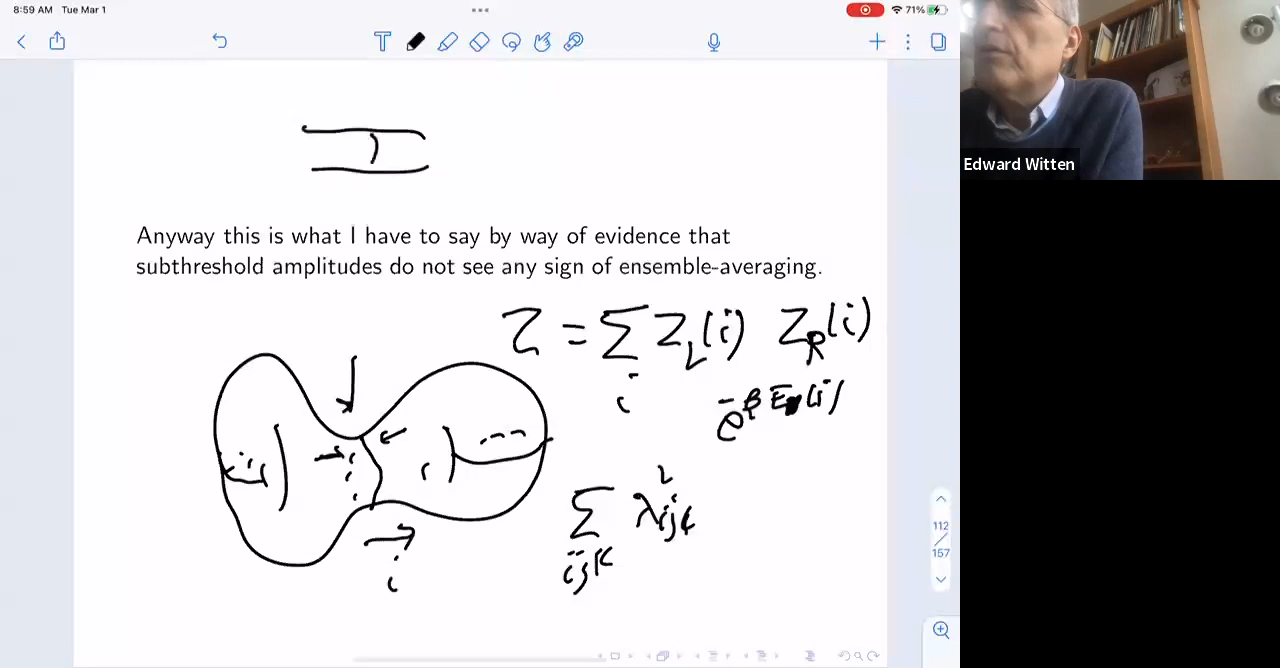 8:59 AM Tue Mar 1
71%
Edward Witten
Anyway this is what I have to say by way of evidence that
subthreshold amplitudes do not see any sign of ensemble-averaging.
Z = Σ Z_L(i) Z_R(i)
i
Σ λ²ijk
ijk
i
112
157